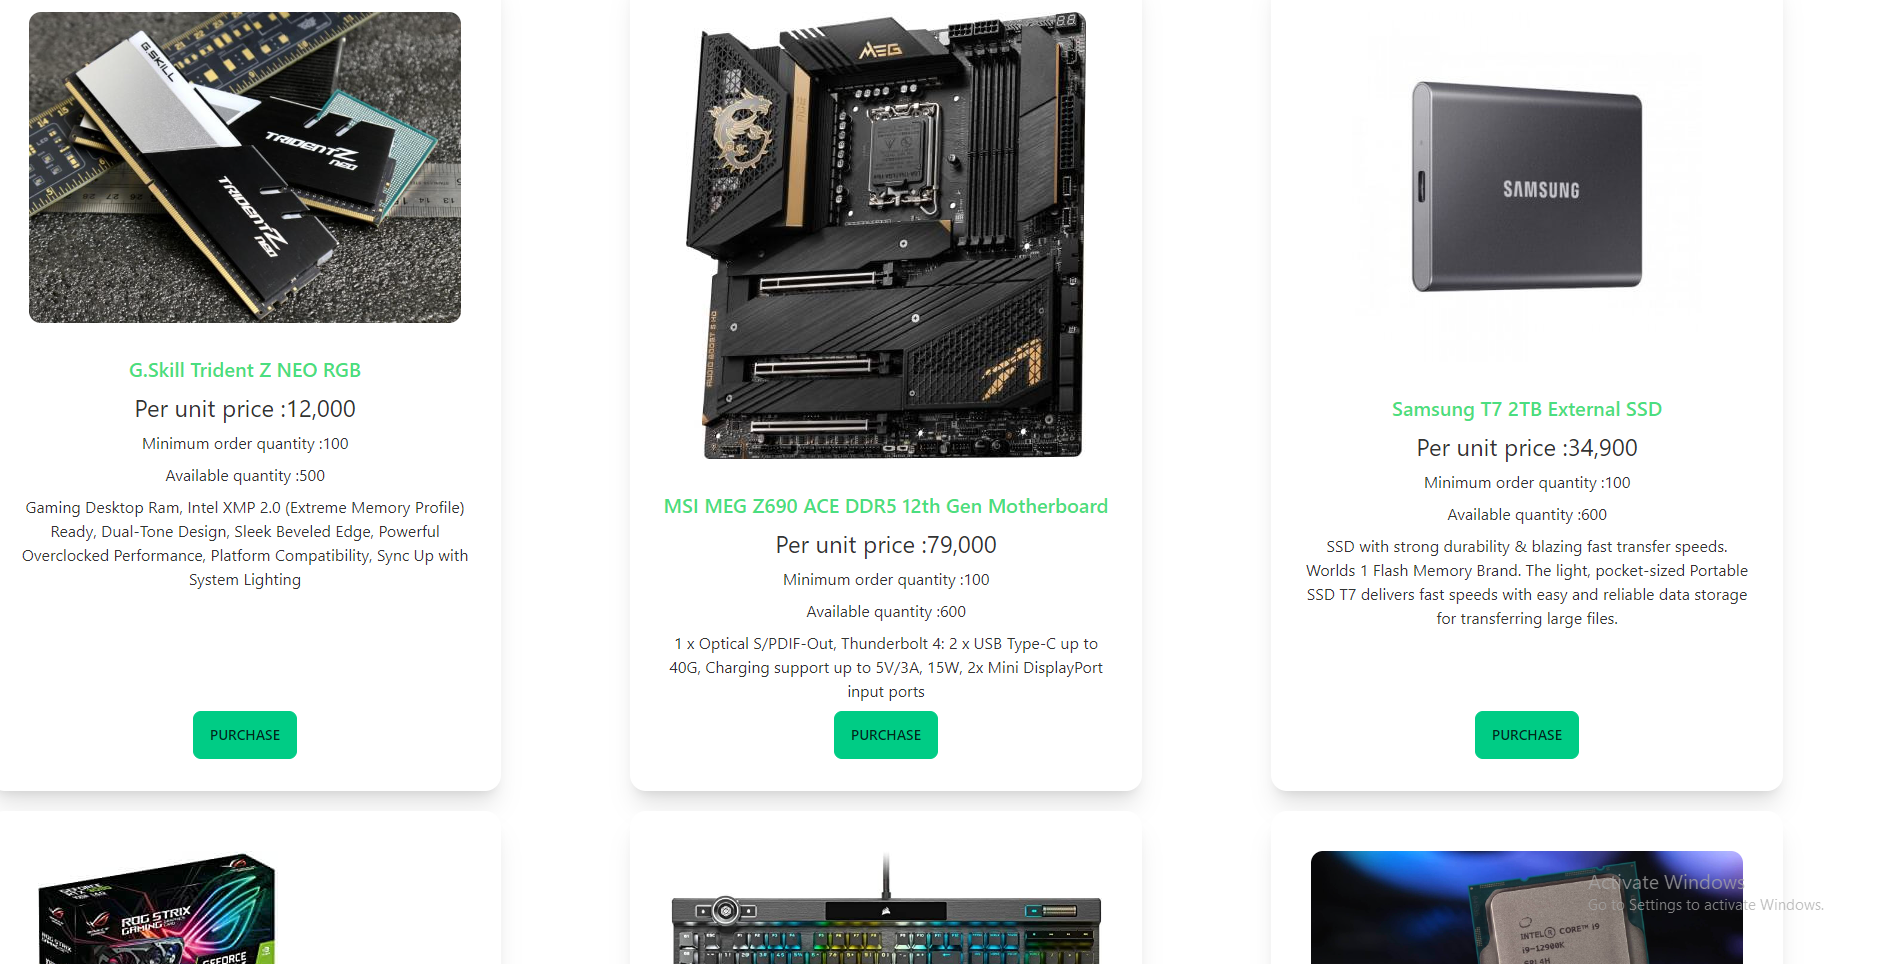 G.SKILL
TRIDENT Z
neo
TRIDENT Z
neo
MEG
SAMSUNG
G.Skill Trident Z NEO RGB
Per unit price :12,000
Minimum order quantity :100
Available quantity :500
Gaming Desktop Ram, Intel XMP 2.0 (Extreme Memory Profile)
Ready, Dual-Tone Design, Sleek Beveled Edge, Powerful
Overclocked Performance, Platform Compatibility, Sync Up with
System Lighting
PURCHASE
MSI MEG Z690 ACE DDR5 12th Gen Motherboard
Per unit price :79,000
Minimum order quantity :100
Available quantity :600
1 x Optical S/PDIF-Out, Thunderbolt 4: 2 x USB Type-C up to
40G, Charging support up to 5V/3A, 15W, 2x Mini DisplayPort
input ports
PURCHASE
Samsung T7 2TB External SSD
Per unit price :34,900
Minimum order quantity :100
Available quantity :600
SSD with strong durability & blazing fast transfer speeds.
Worlds 1 Flash Memory Brand. The light, pocket-sized Portable
SSD T7 delivers fast speeds with easy and reliable data storage
for transferring large files.
PURCHASE
ROG STRIX
GAMING
GEFORCE
INTEL® CORE™ i9
i9-12900K
SRL4H
Activate Windows
Go to Settings to activate Windows.